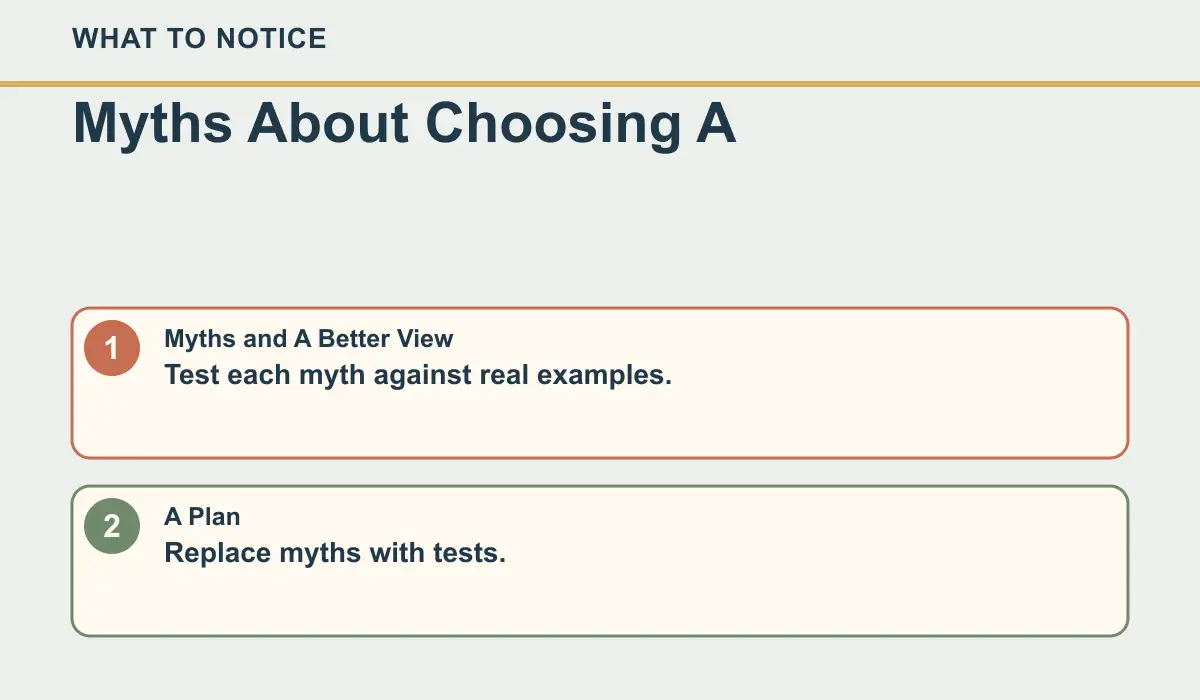 WHAT TO NOTICE
Myths About Choosing A
1
Myths and A Better View
Test each myth against real examples.
2
A Plan
Replace myths with tests.